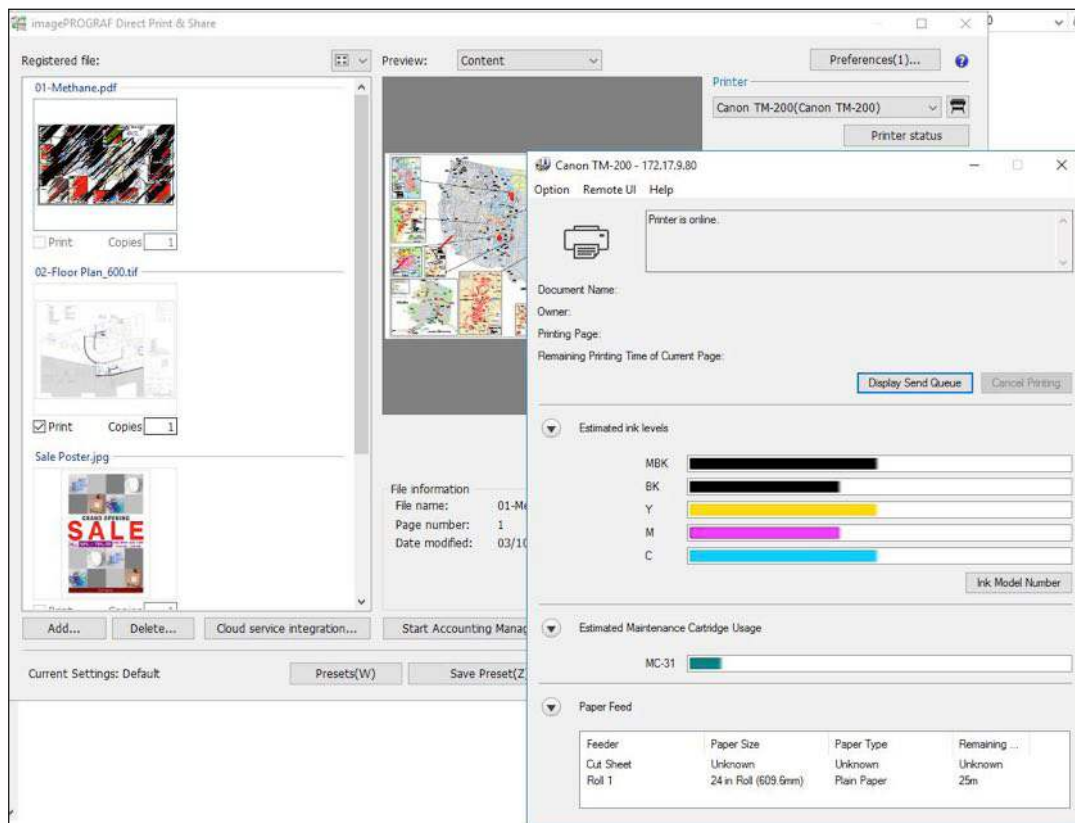 imagePROGRAF Direct Print & Share
Registered file:
Preview:
Content
Preferences(1)...
Printer
Canon TM-200(Canon TM-200)
Printer status
01-Methane.pdf
Print Copies 1
02-Floor Plan_600.tif
Print Copies 1
Sale Poster.jpg
GRAND OPENING
SALE
Add...
Delete...
Cloud service integration...
Start Accounting Manag
File information
File name: 01-Me
Page number: 1
Date modified: 03/10
Current Settings: Default
Presets(W)
Save Preset(Z)
Canon TM-200 - 172.17.9.80
Option Remote UI Help
Printer is online.
Document Name:
Owner:
Printing Page:
Remaining Printing Time of Current Page:
Display Send Queue
Cancel Printing
Estimated ink levels
MBK
BK
Y
M
C
Ink Model Number
Estimated Maintenance Cartridge Usage
MC-31
Paper Feed
Feeder Paper Size Paper Type Remaining ...
Cut Sheet Unknown Unknown Unknown
Roll 1 24 in Roll (609.6mm) Plain Paper 25m